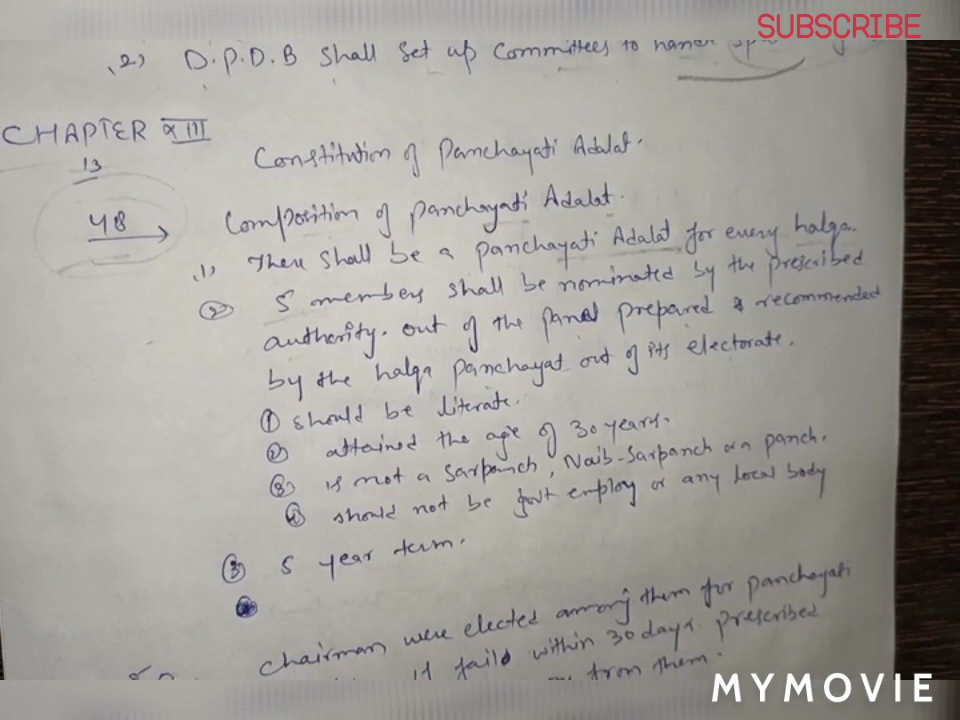 SUBSCRIBE
(2) D.P.D.B shall set up Committees to
CHAPTER XIII
13
Constitution of Panchayati Adalat.
48 → Composition of Panchayati Adalat.
(1) There shall be a panchayati Adalat for every halqa.
(2) 5 members shall be nominated by the prescribed
authority. out of the panel prepared & recommended
by the halqa panchayat out of its electorate.
(1) should be literate.
(2) attained the age of 30 years.
(3) is not a sarpanch, Naib-Sarpanch or a panch.
(4) should not be govt employ or any local body
(3) 5 year term.
chairman were elected among them for panchayati
if fails within 30 days. prescribed
from them.
MYMOVIE